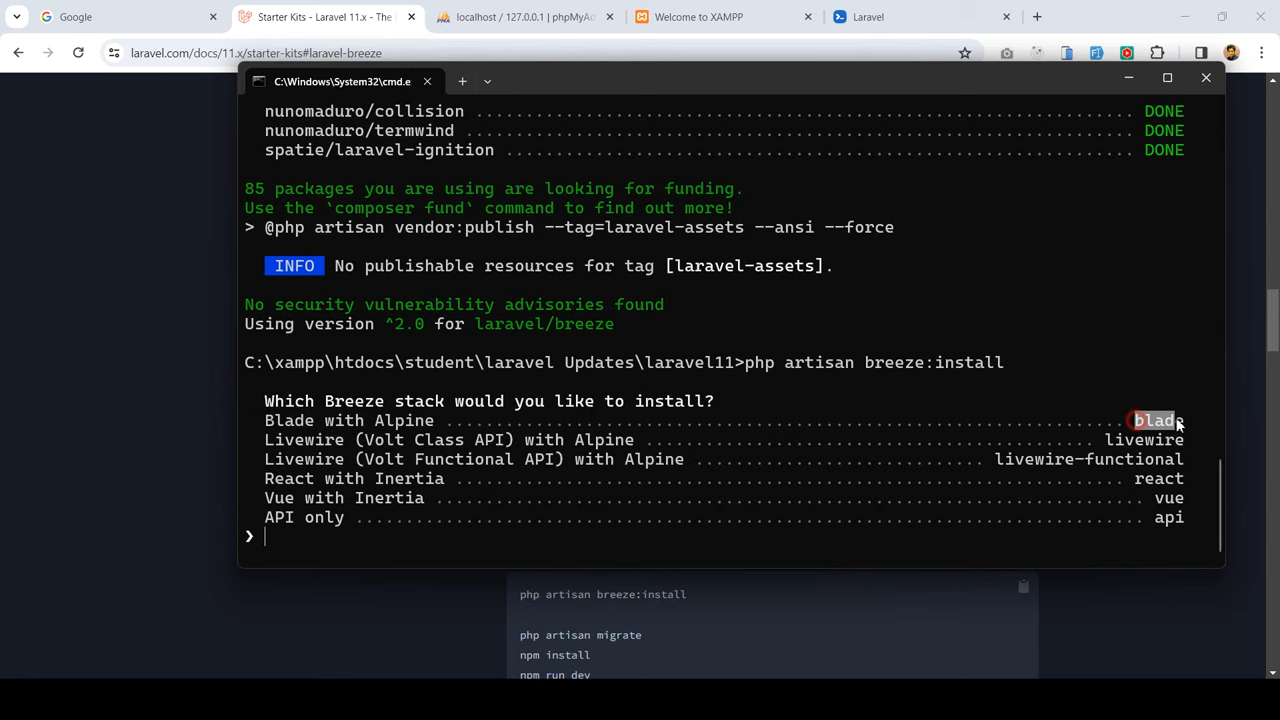 Google
Starter Kits - Laravel 11.x - The
localhost / 127.0.0.1 | phpMyAd
Welcome to XAMPP
Laravel
laravel.com/docs/11.x/starter-kits#laravel-breeze
C:\Windows\System32\cmd.e
nunomaduro/collision ........ DONE
nunomaduro/termwind ........ DONE
spatie/laravel-ignition ........ DONE
85 packages you are using are looking for funding.
Use the `composer fund` command to find out more!
> @php artisan vendor:publish --tag=laravel-assets --ansi --force
INFO No publishable resources for tag [laravel-assets].
No security vulnerability advisories found
Using version ^2.0 for laravel/breeze
C:\xampp\htdocs\student\laravel Updates\laravel11>php artisan breeze:install
Which Breeze stack would you like to install?
Blade with Alpine ........ blade
Livewire (Volt Class API) with Alpine ........ livewire
Livewire (Volt Functional API) with Alpine ........ livewire-functional
React with Inertia ........ react
Vue with Inertia ........ vue
API only ........ api
❯
php artisan breeze:install
php artisan migrate
npm install
npm run dev